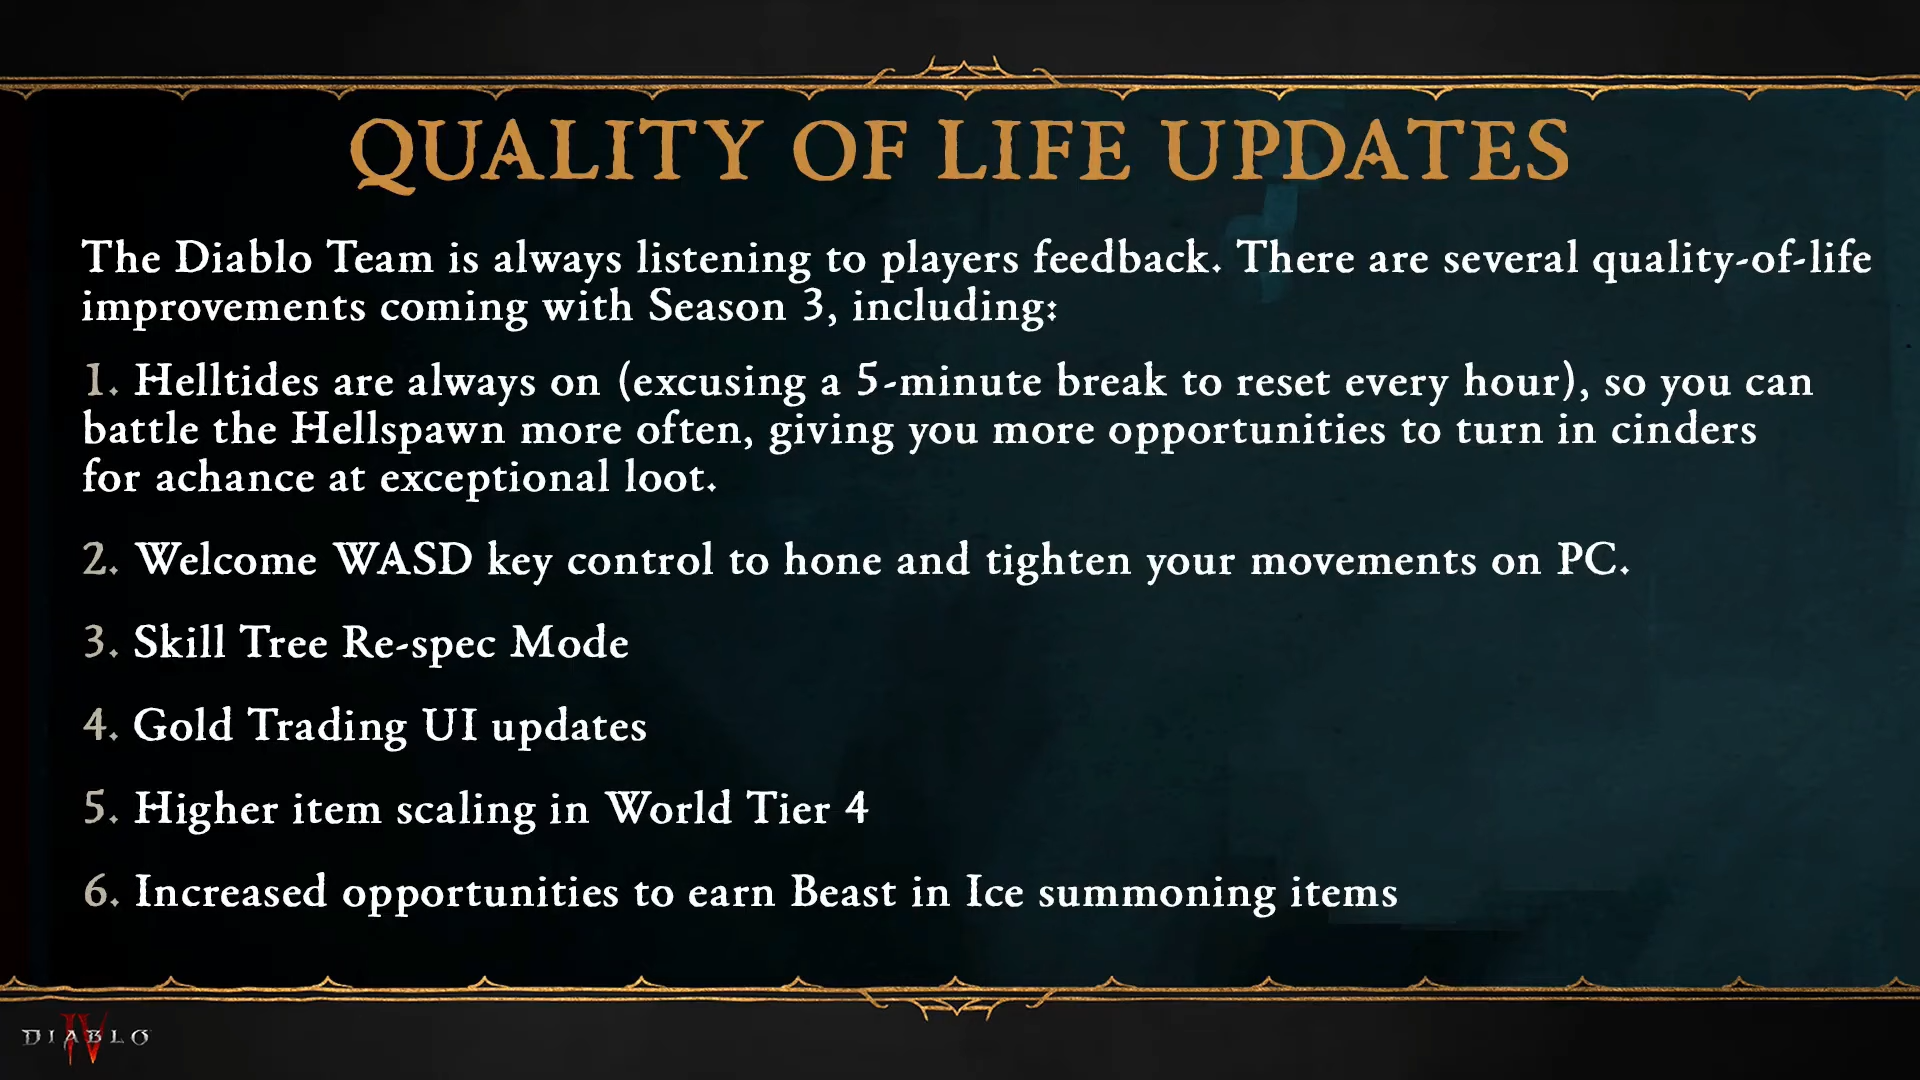 QUALITY OF LIFE UPDATES
The Diablo Team is always listening to players feedback. There are several quality-of-life
improvements coming with Season 3, including:
1. Helltides are always on (excusing a 5-minute break to reset every hour), so you can
battle the Hellspawn more often, giving you more opportunities to turn in cinders
for achance at exceptional loot.
2. Welcome WASD key control to hone and tighten your movements on PC.
3. Skill Tree Re-spec Mode
4. Gold Trading UI updates
5. Higher item scaling in World Tier 4
6. Increased opportunities to earn Beast in Ice summoning items
DIABLO IV